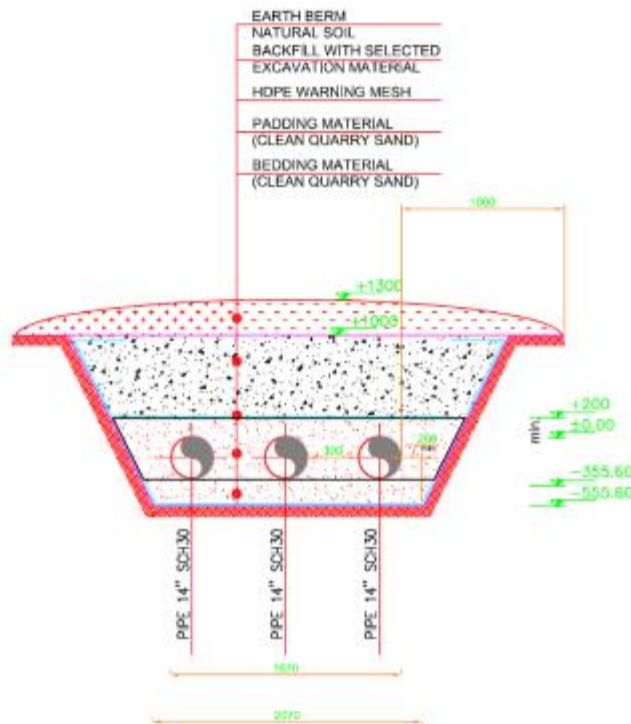 EARTH BERM
NATURAL SOIL
BACKFILL WITH SELECTED
EXCAVATION MATERIAL
HDPE WARNING MESH
PADDING MATERIAL
(CLEAN QUARRY SAND)
BEDDING MATERIAL
(CLEAN QUARRY SAND)
+1300
+1000
+200
±0,00
min.
300
200
-355.60
-555.60
PIPE 14" SCH30
PIPE 14" SCH30
PIPE 14" SCH30
2070